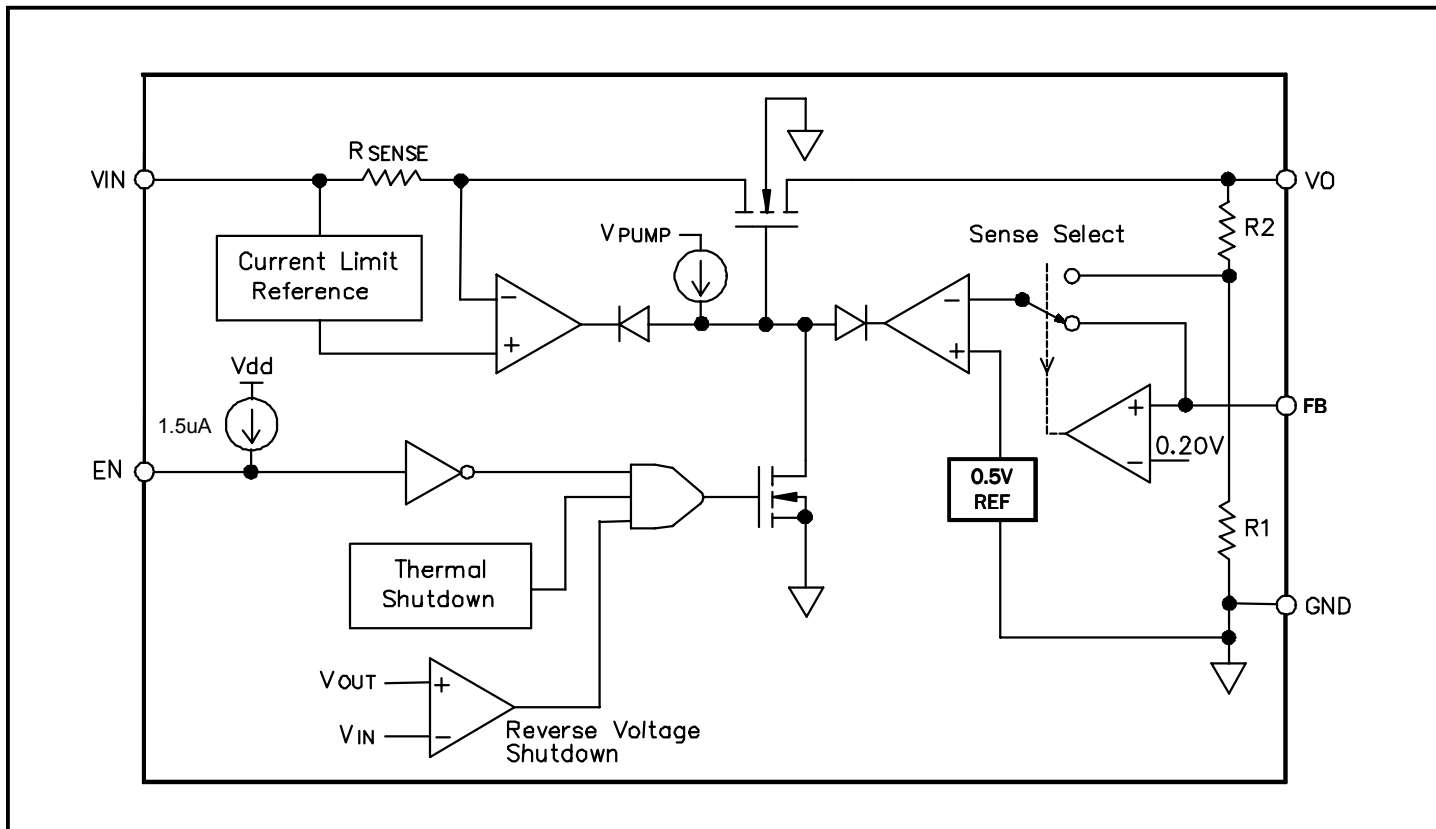 RSENSE
VIN
VO
VPUMP
Sense Select
R2
Current Limit
Reference
−
+
−
+
Vdd
1.5uA
+
0.20V
−
FB
EN
0.5V
REF
R1
Thermal
Shutdown
GND
VOUT
+
VIN
−
Reverse Voltage
Shutdown